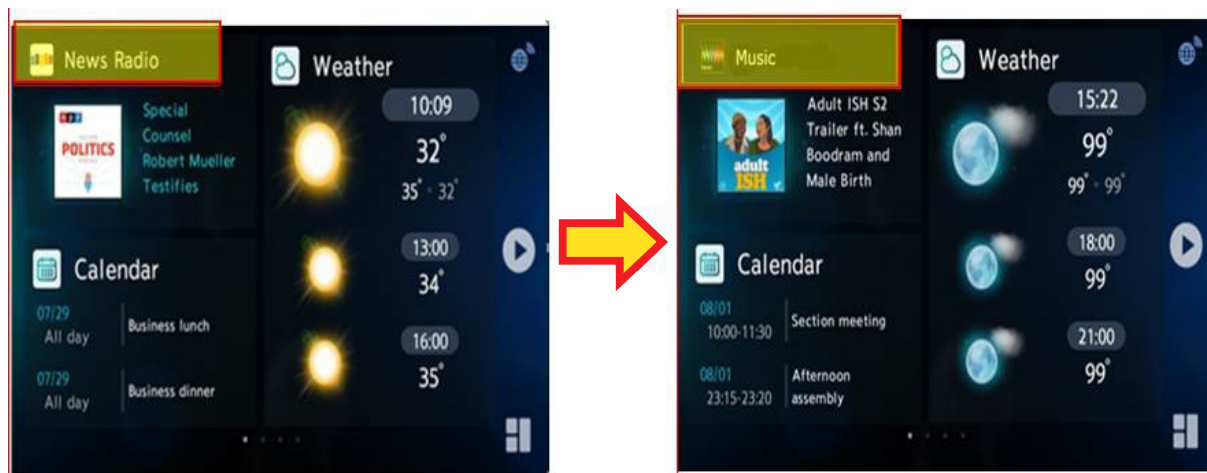 News Radio
npr
POLITICS
Special
Counsel
Robert Mueller
Testifies
Weather
10:09
32°
35° · 32°
13:00
34°
16:00
35°
Calendar
07/29
All day
Business lunch
07/29
All day
Business dinner
Music
adult
ISH
Adult ISH S2
Trailer ft. Shan
Boodram and
Male Birth
Weather
15:22
99°
99° · 99°
18:00
99°
21:00
99°
Calendar
08/01
10:00-11:30
Section meeting
08/01
23:15-23:20
Afternoon
assembly